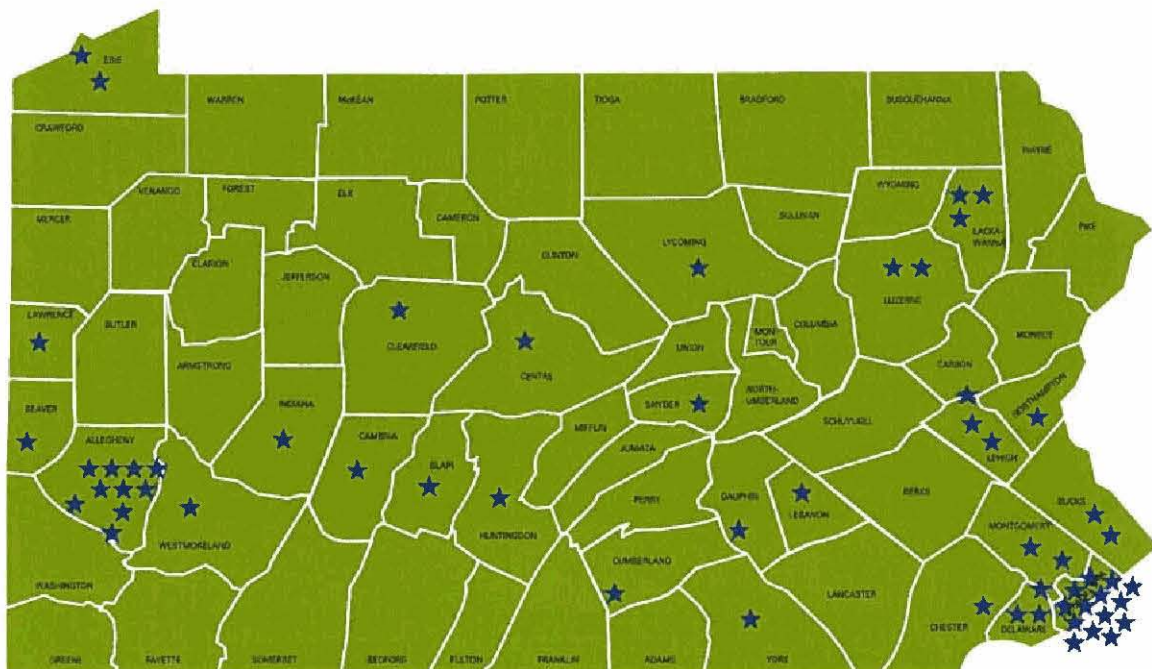 ERIE
WARREN
McKEAN
POTTER
TIOGA
BRADFORD
SUSQUEHANNA
CRAWFORD
WAYNE
VENANGO
FOREST
ELK
CAMERON
WYOMING
SULLIVAN
LACKA-
WANNA
PIKE
MERCER
CLARION
JEFFERSON
CLINTON
LYCOMING
LUZERNE
LAWRENCE
BUTLER
CLEARFIELD
CENTRE
UNION
MON-
TOUR
COLUMBIA
MONROE
CARBON
ARMSTRONG
SNYDER
NORTH-
UMBERLAND
NORTHAMPTON
BEAVER
INDIANA
CAMBRIA
MIFFLIN
SCHUYLKILL
ALLEGHENY
BLAIR
JUNIATA
LEHIGH
PERRY
DAUPHIN
LEBANON
BERKS
BUCKS
HUNTINGDON
MONTGOMERY
WESTMORELAND
CUMBERLAND
WASHINGTON
LANCASTER
CHESTER
DELAWARE
GREENE
FAYETTE
SOMERSET
BEDFORD
FULTON
FRANKLIN
ADAMS
YORK